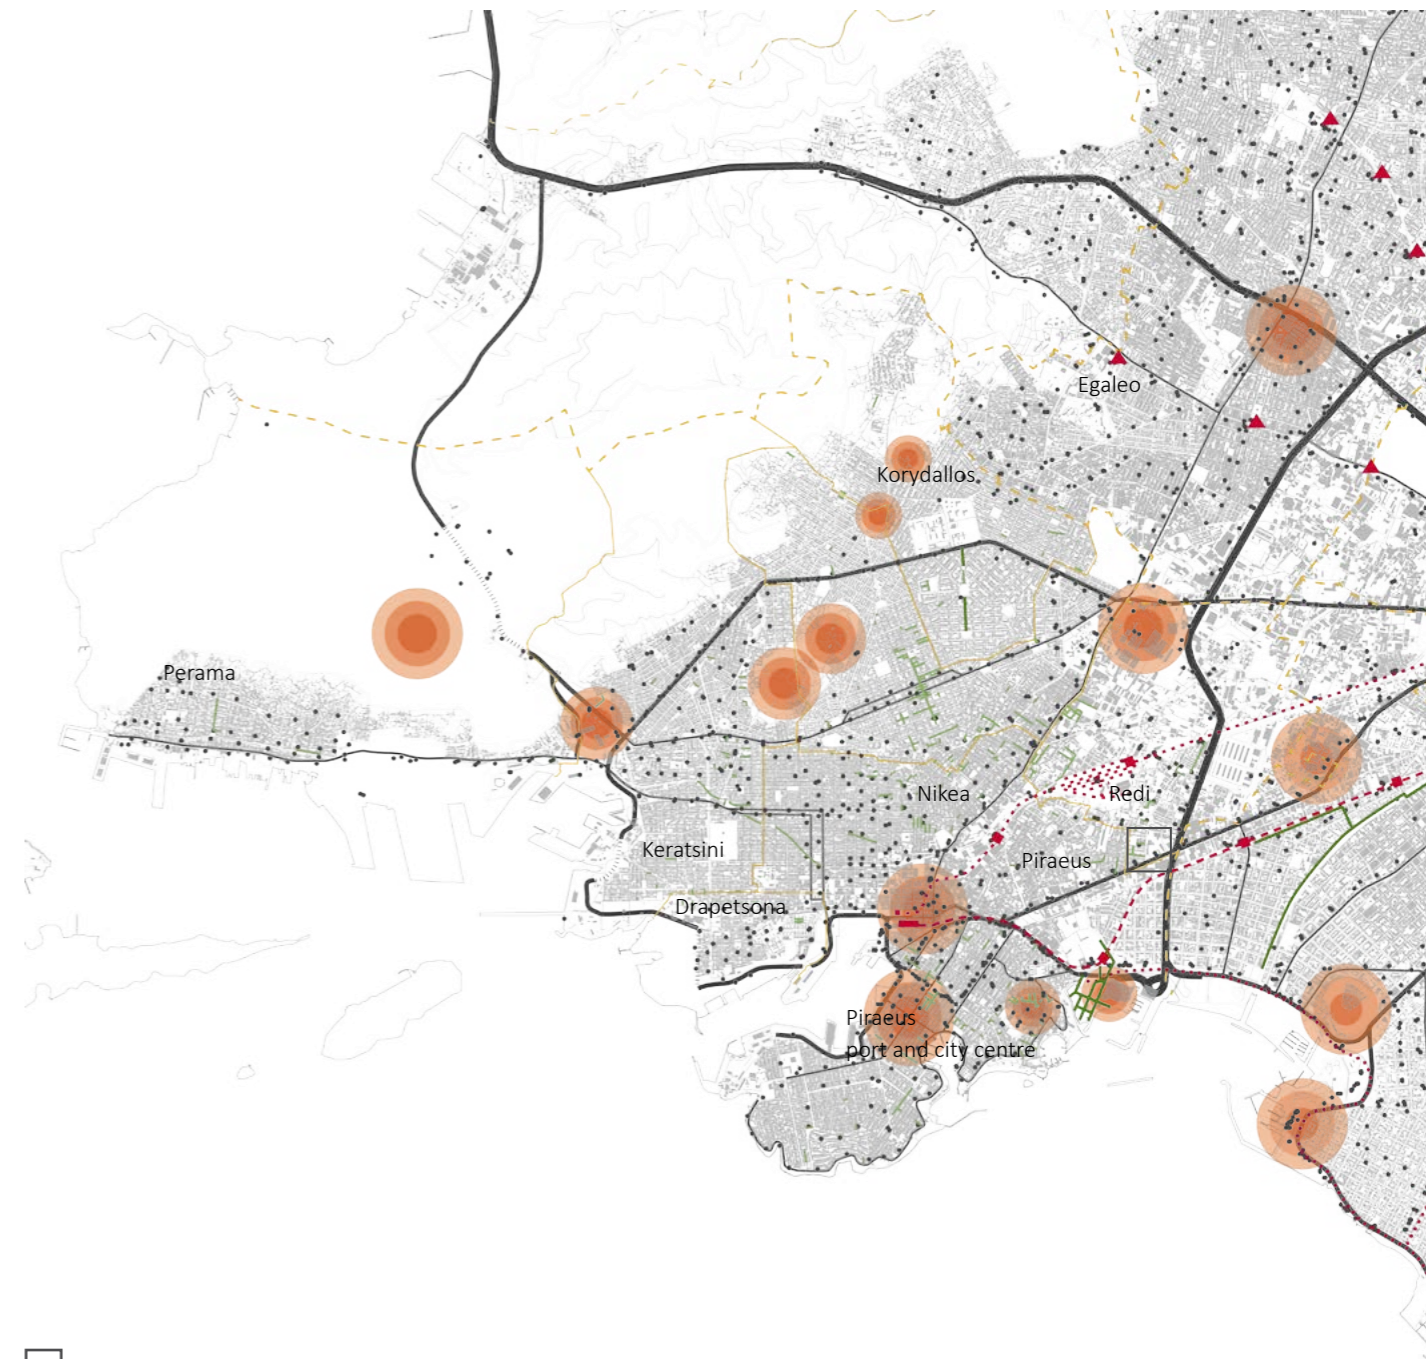 Egaleo
Korydallos
Perama
Nikea
Redi
Keratsini
Piraeus
Drapetsona
Piraeus
port and city centre